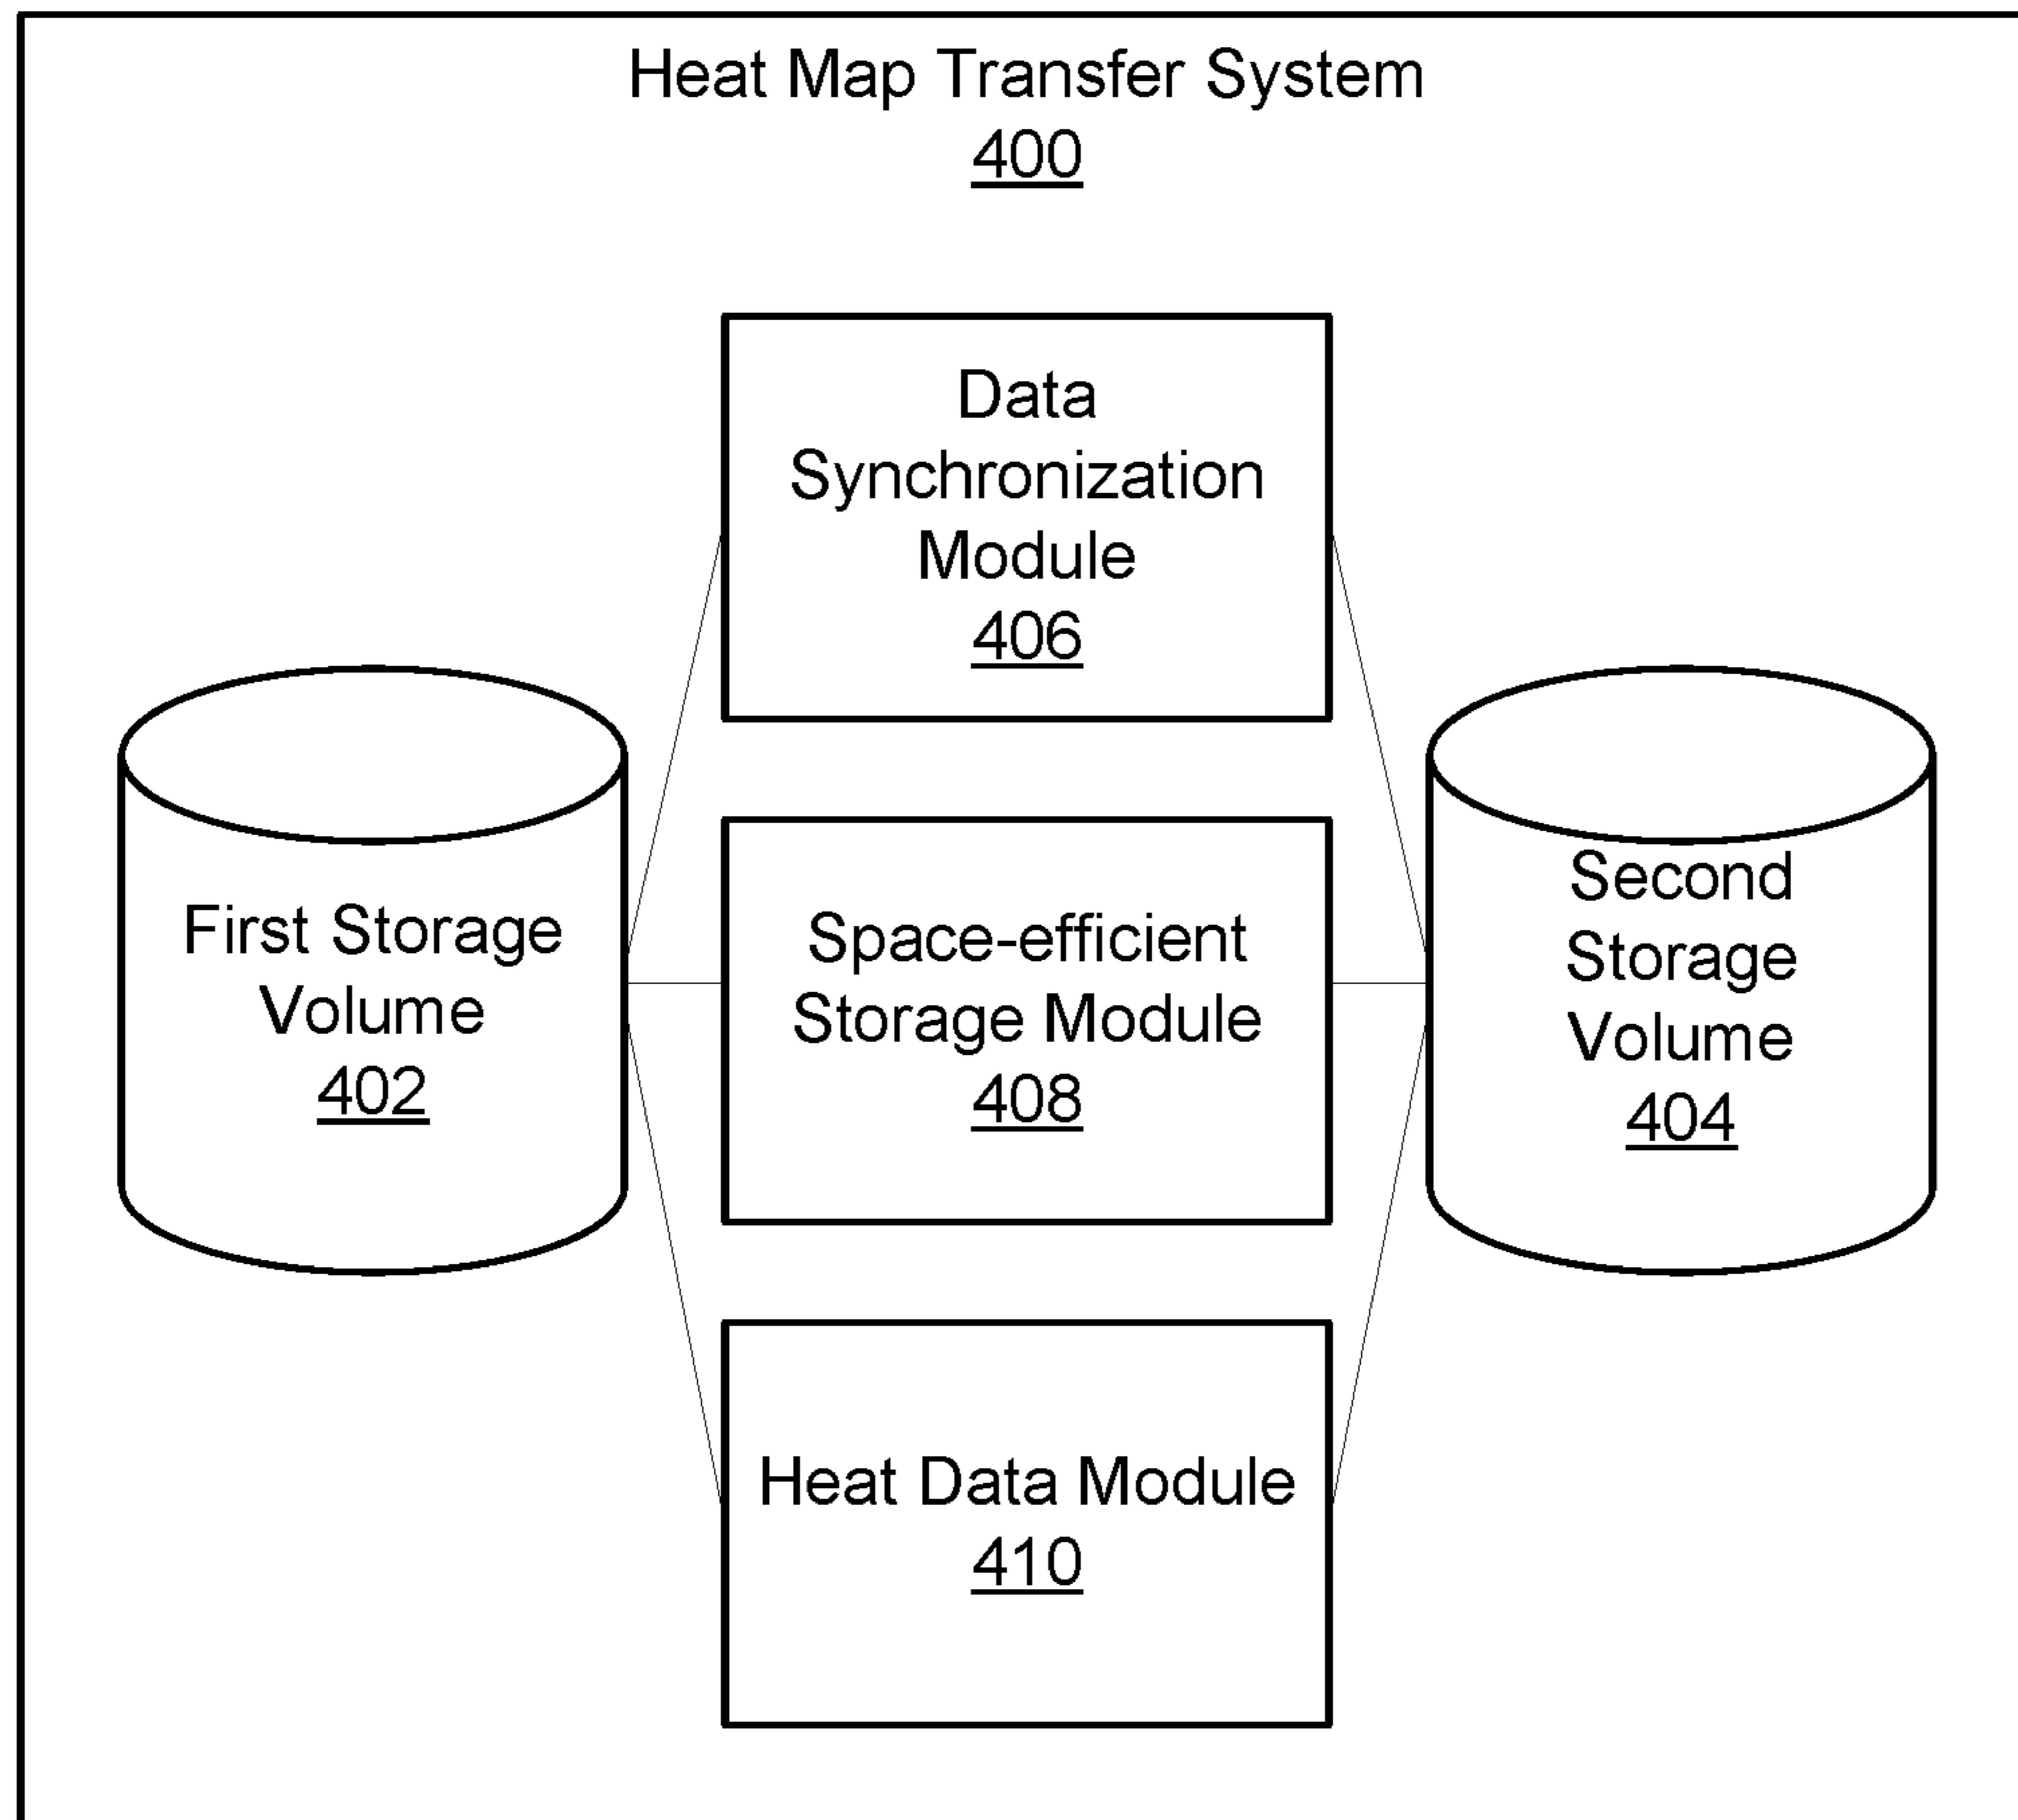 Heat Map Transfer System
400
Data
Synchronization
Module
406
First Storage
Volume
402
Space-efficient
Storage Module
408
Second
Storage
Volume
404
Heat Data Module
410